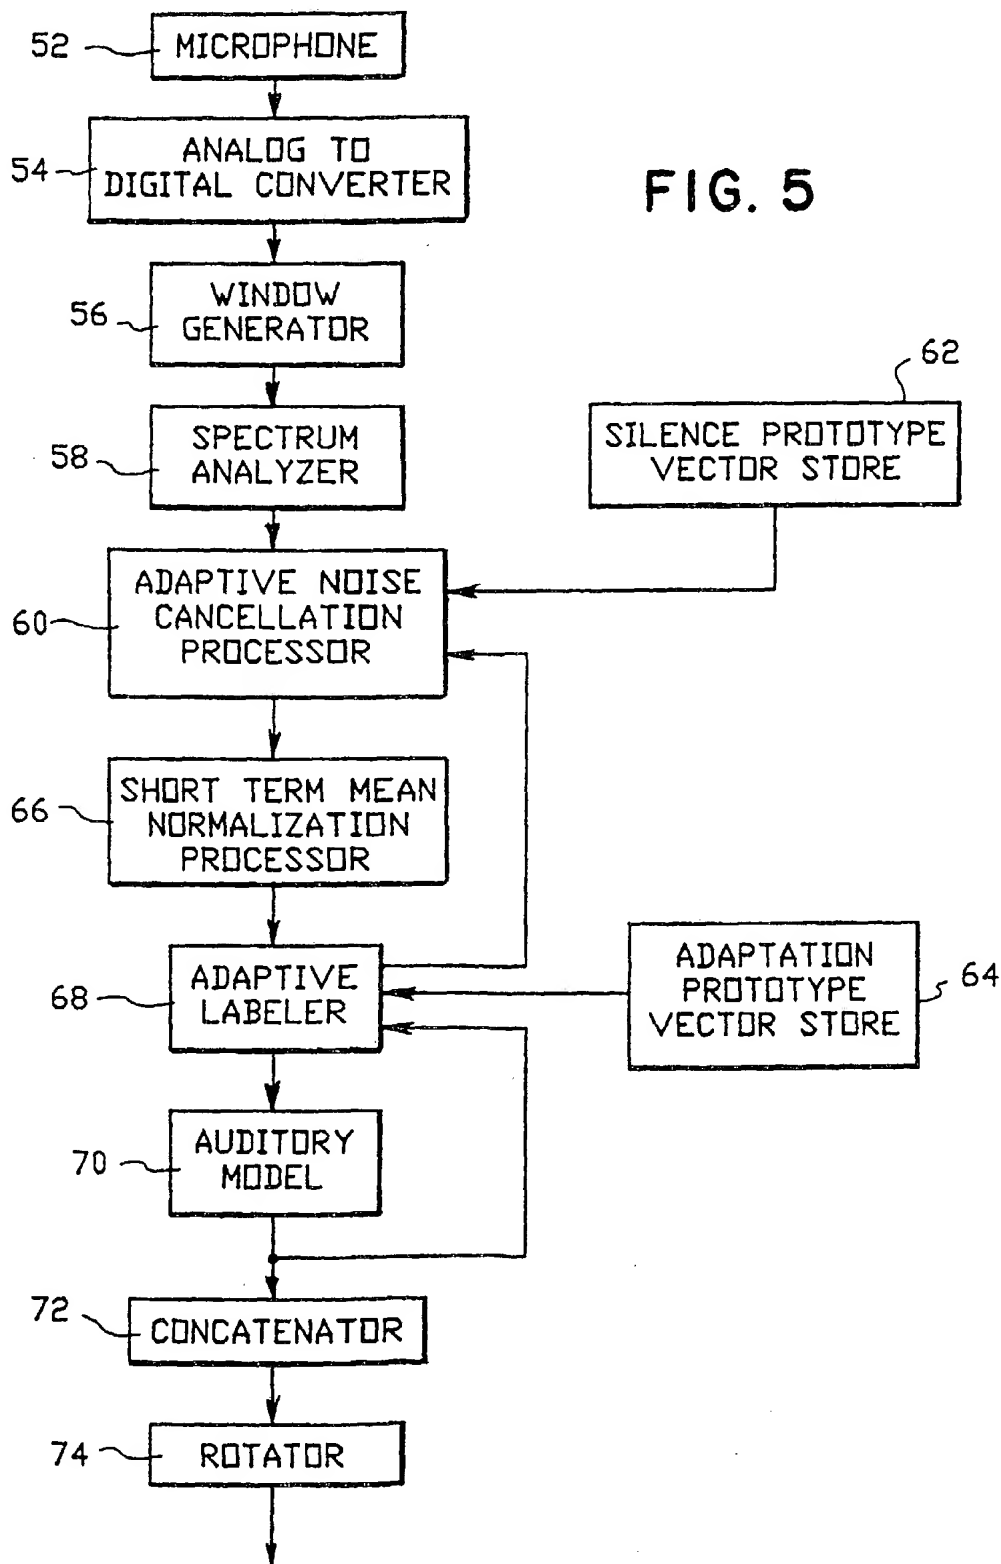 52
MICROPHONE
54
ANALOG TO
DIGITAL CONVERTER
FIG. 5
56
WINDOW
GENERATOR
62
58
SPECTRUM
ANALYZER
SILENCE PROTOTYPE
VECTOR STORE
60
ADAPTIVE NOISE
CANCELLATION
PROCESSOR
66
SHORT TERM MEAN
NORMALIZATION
PROCESSOR
68
ADAPTIVE
LABELER
ADAPTATION
PROTOTYPE
VECTOR STORE
64
70
AUDITORY
MODEL
72
CONCATENATOR
74
ROTATOR